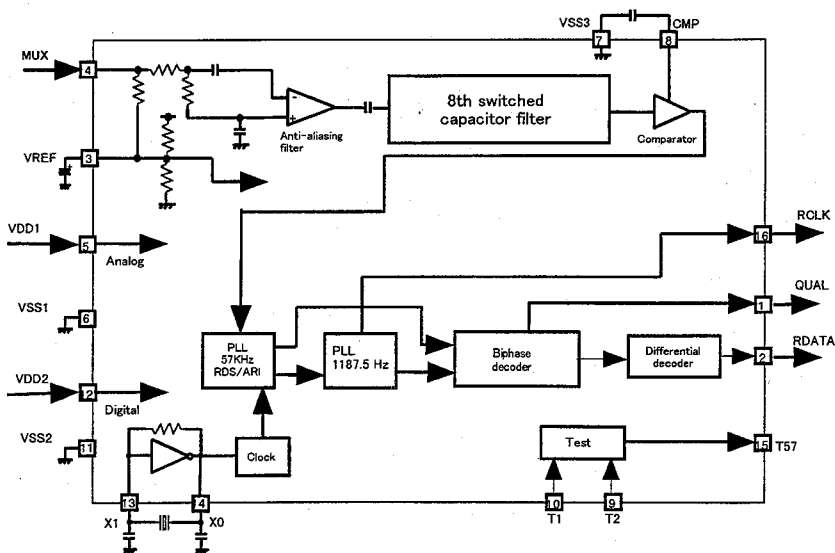 VSS3
CMP
7
8
MUX
4
8th switched
capacitor filter
-
+
Anti-aliasing
filter
Comparator
VREF
3
+
RCLK
VDD1
16
5
Analog
QUAL
VSS1
1
6
PLL
57KHz
RDS/ARI
PLL
1187.5 Hz
Biphase
decoder
Differential
decoder
RDATA
2
VDD2
12
Digital
VSS2
11
Clock
Test
15
T57
13
14
10
9
X1
X0
T1
T2